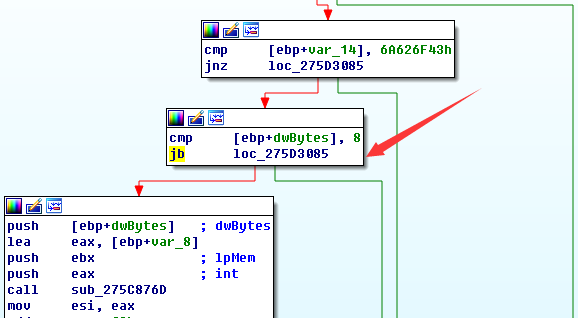 cmp [ebp+var_14], 6A626F43h
jnz loc_275D3085
cmp [ebp+dwBytes], 8
jb loc_275D3085
push [ebp+dwBytes] ; dwBytes
lea eax, [ebp+var_8]
push ebx ; lpMem
push eax ; int
call sub_275C876D
mov esi, eax